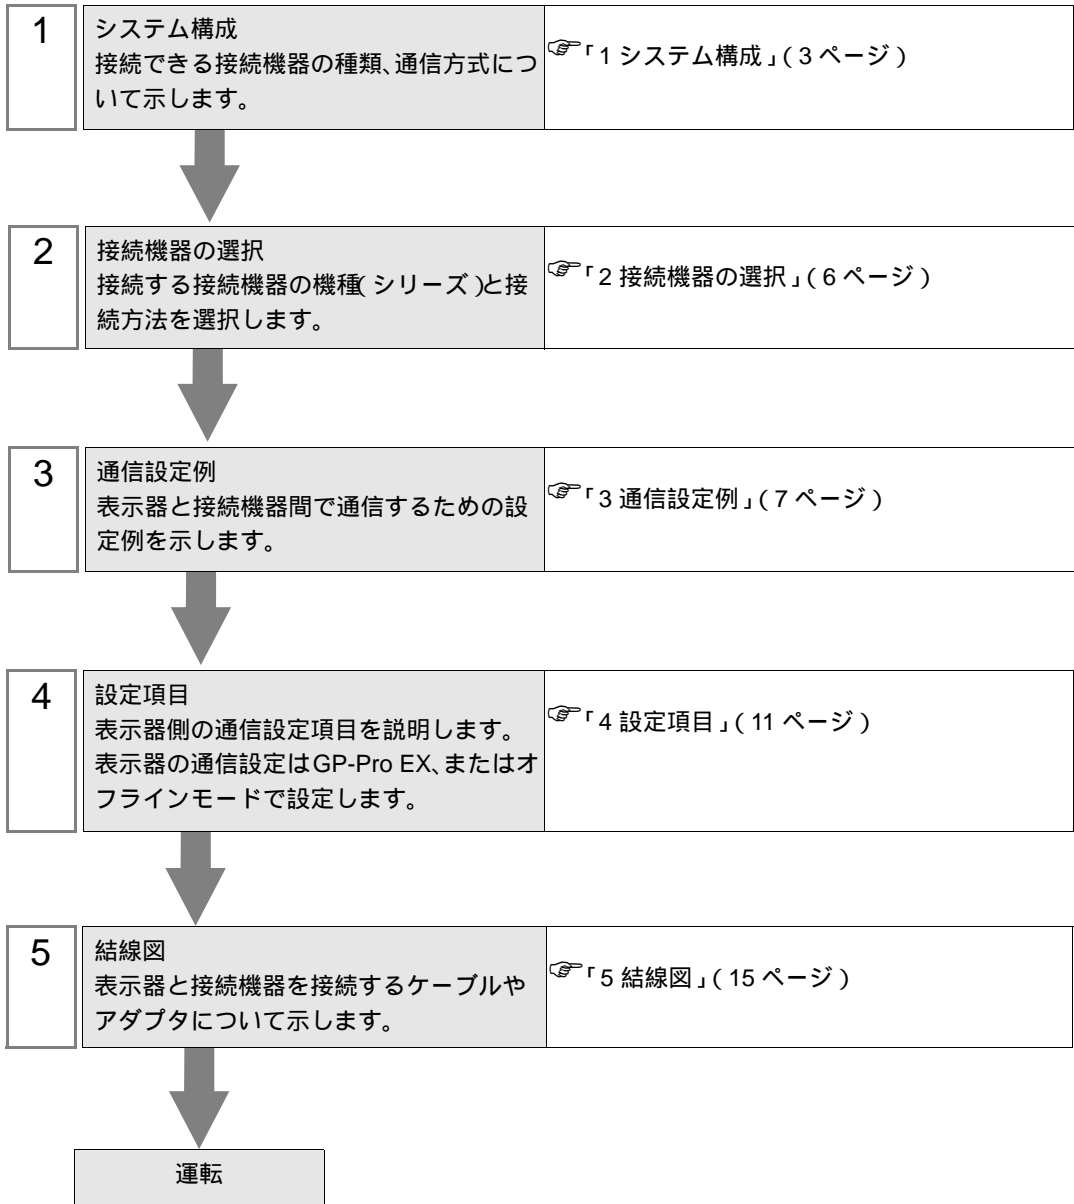 1
システム構成
接続できる接続機器の種類、通信方式につ
いて示します。
☞「1 システム構成」( 3 ページ )
2
接続機器の選択
接続する接続機器の機種( シリーズ )と接
続方法を選択します。
☞「2 接続機器の選択」( 6 ページ )
3
通信設定例
表示器と接続機器間で通信するための設
定例を示します。
☞「3 通信設定例」( 7 ページ )
4
設定項目
表示器側の通信設定項目を説明します。
表示器の通信設定はGP-Pro EX、またはオ
フラインモードで設定します。
☞「4 設定項目」( 11 ページ )
5
結線図
表示器と接続機器を接続するケーブルや
アダプタについて示します。
☞「5 結線図」( 15 ページ )
運転